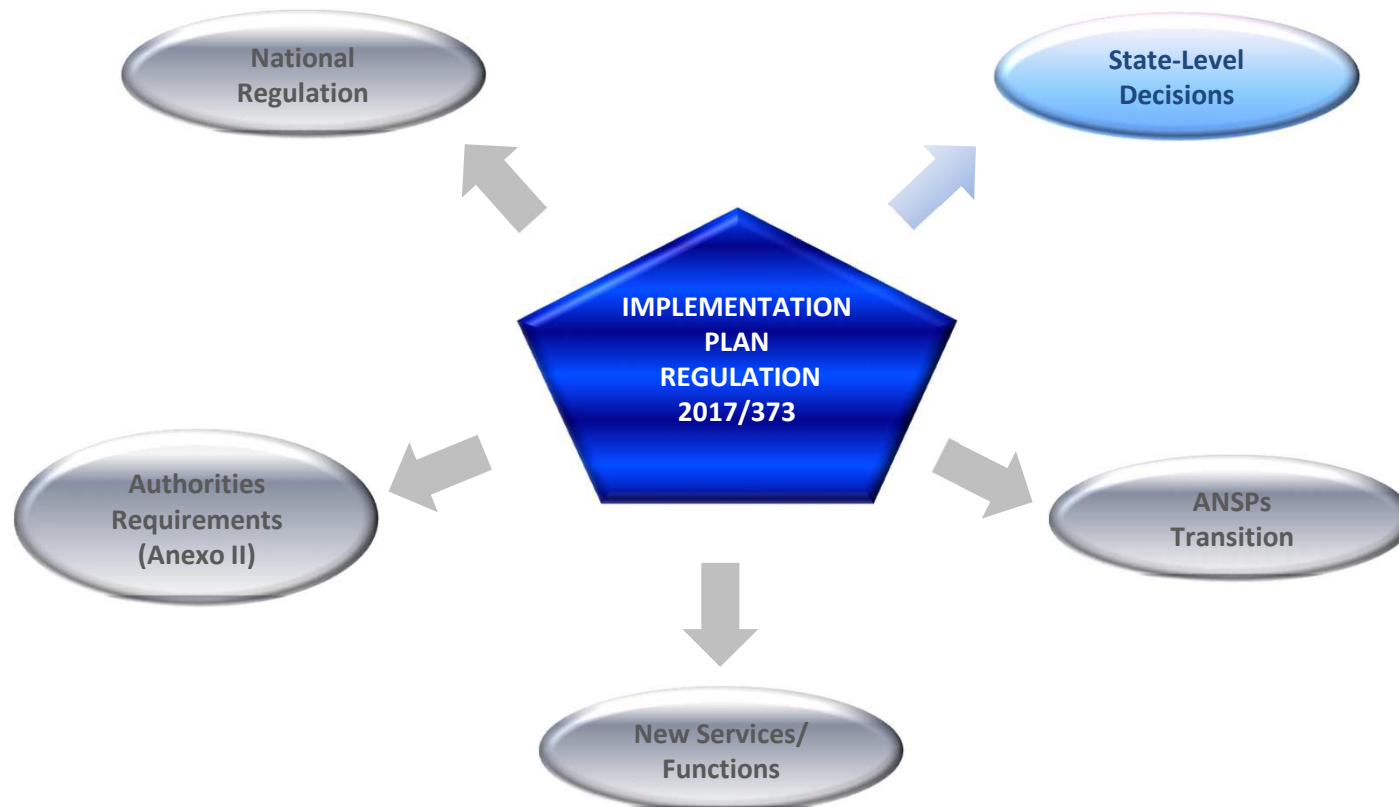 National
Regulation
State-Level
Decisions
IMPLEMENTATION
PLAN
REGULATION
2017/373
Authorities
Requirements
(Anexo II)
ANSPs
Transition
New Services/
Functions